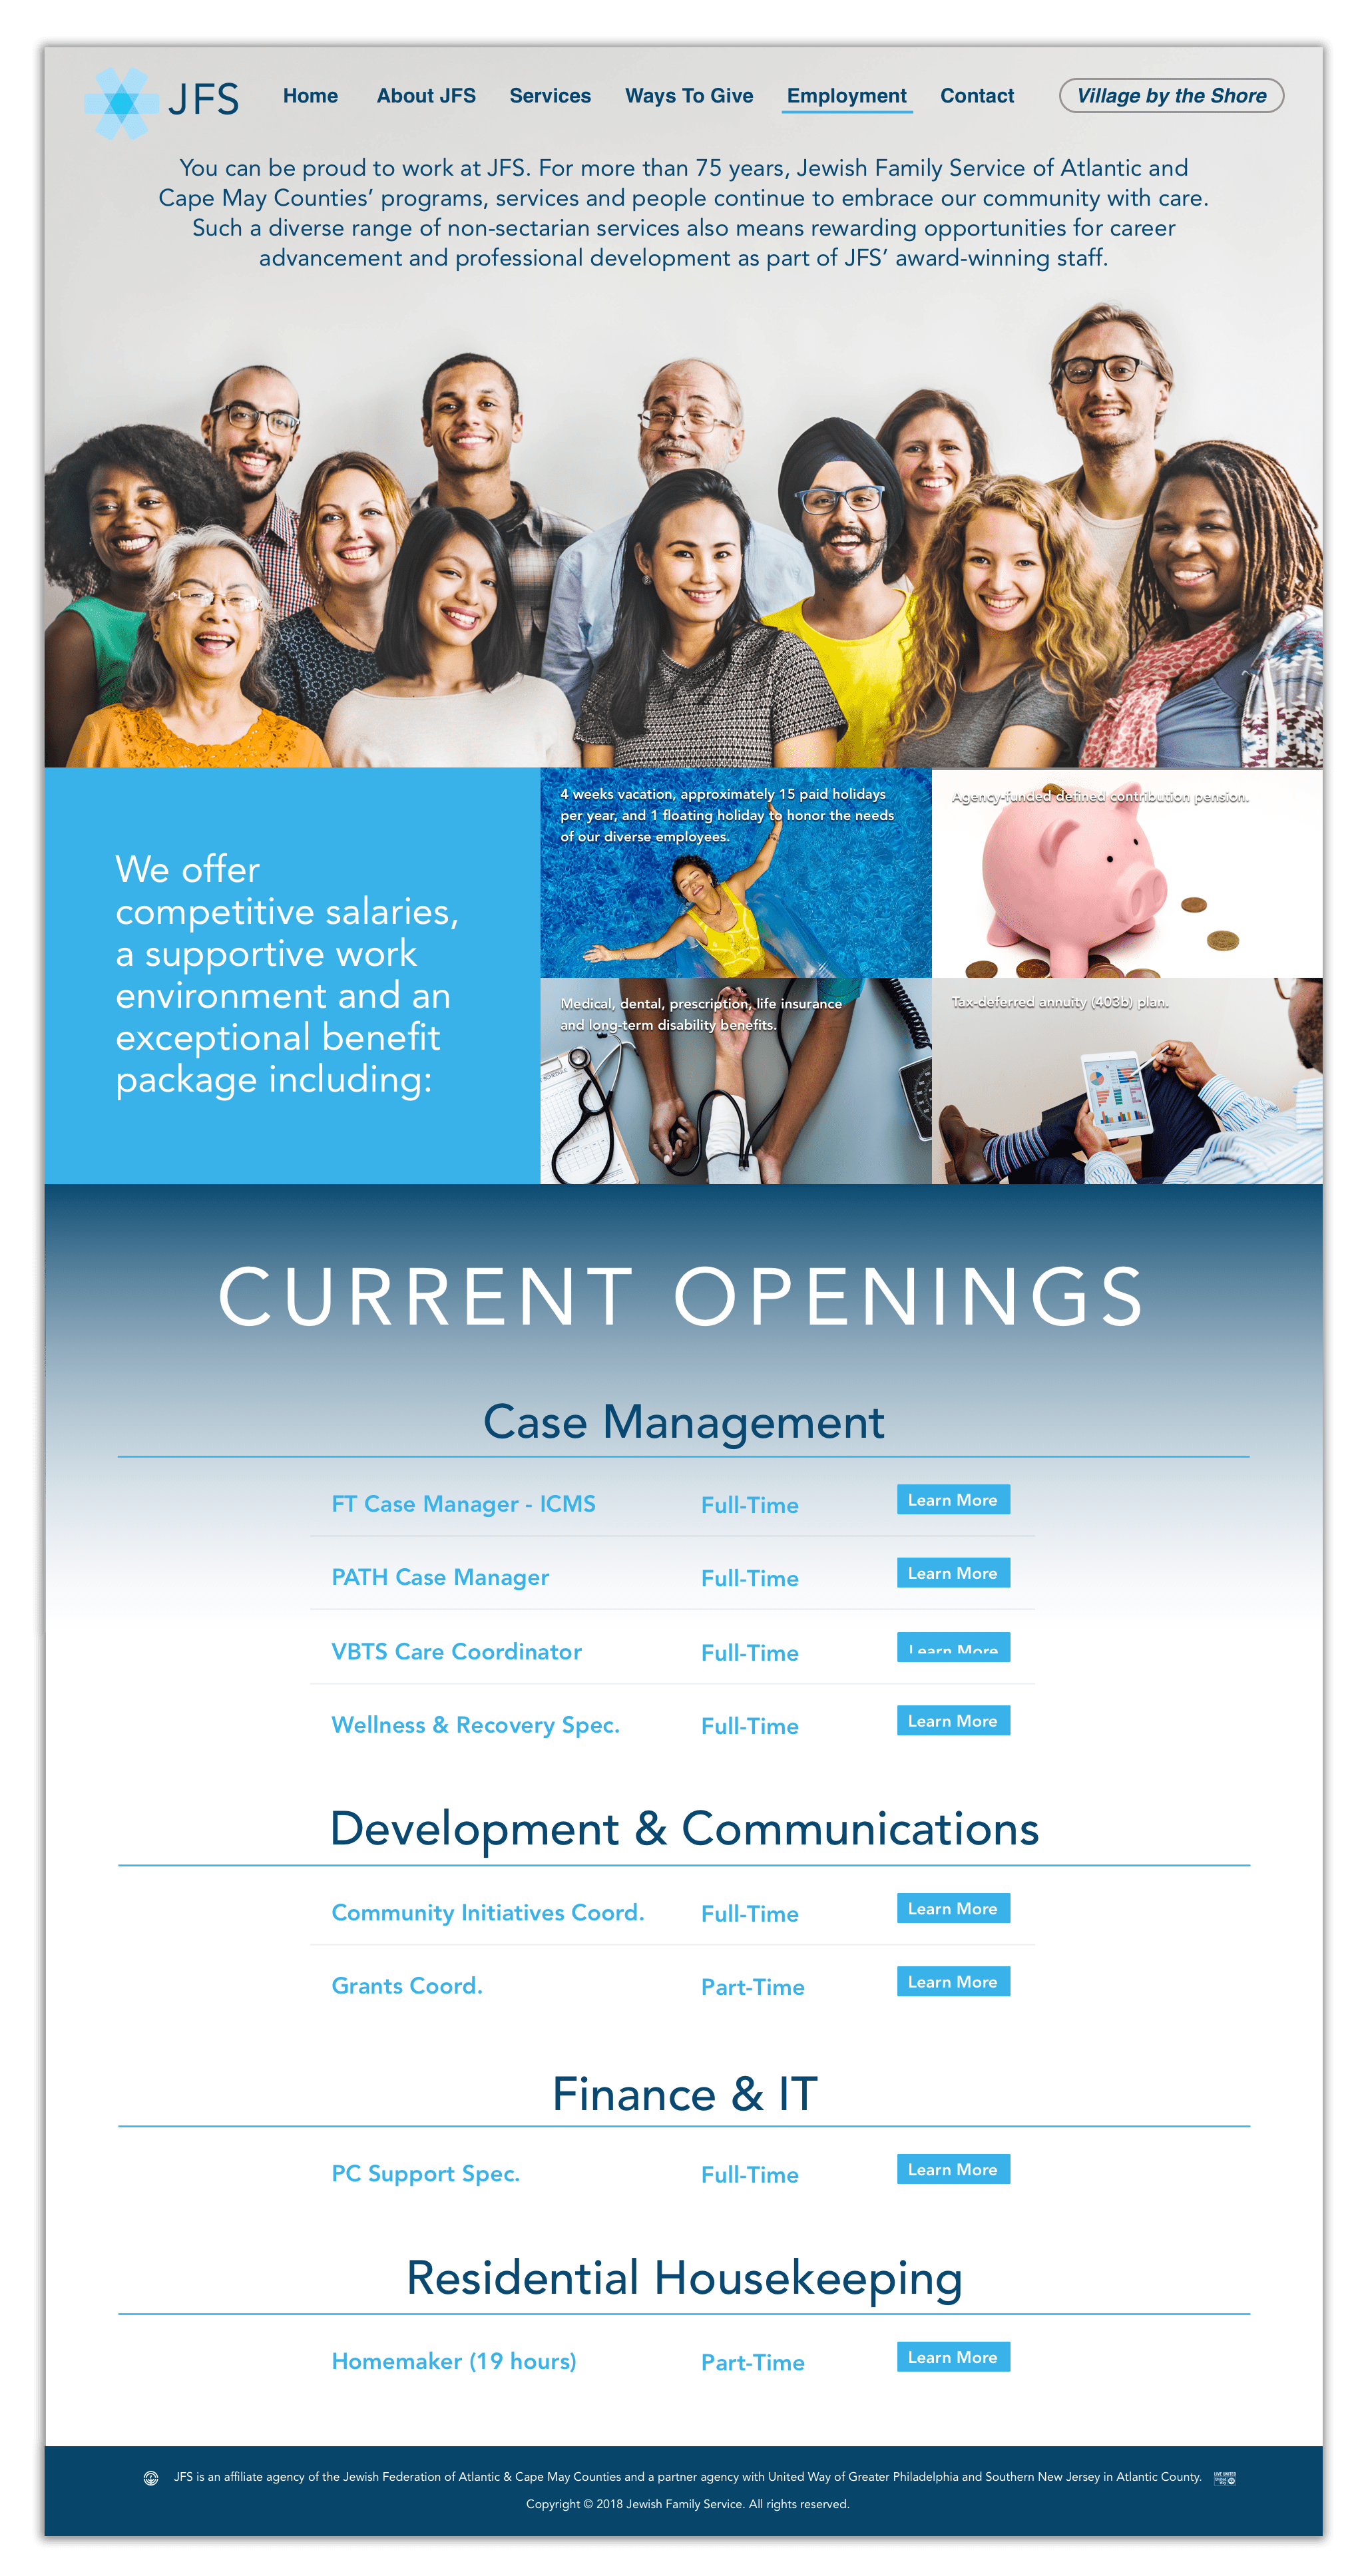 JFS
Home About JFS Services Ways To Give Employment Contact Village by the Shore
You can be proud to work at JFS. For more than 75 years, Jewish Family Service of Atlantic and
Cape May Counties’ programs, services and people continue to embrace our community with care.
Such a diverse range of non-sectarian services also means rewarding opportunities for career
advancement and professional development as part of JFS’ award-winning staff.
We offer
competitive salaries,
a supportive work
environment and an
exceptional benefit
package including:
4 weeks vacation, approximately 15 paid holidays
per year, and 1 floating holiday to honor the needs
of our diverse employees.
Agency-funded defined contribution pension.
Medical, dental, prescription, life insurance
and long-term disability benefits.
Tax-deferred annuity (403b) plan.
CURRENT OPENINGS
Case Management
FT Case Manager - ICMS Full-Time Learn More
PATH Case Manager Full-Time Learn More
VBTS Care Coordinator Full-Time Learn More
Wellness & Recovery Spec. Full-Time Learn More
Development & Communications
Community Initiatives Coord. Full-Time Learn More
Grants Coord. Part-Time Learn More
Finance & IT
PC Support Spec. Full-Time Learn More
Residential Housekeeping
Homemaker (19 hours) Part-Time Learn More
JFS is an affiliate agency of the Jewish Federation of Atlantic & Cape May Counties and a partner agency with United Way of Greater Philadelphia and Southern New Jersey in Atlantic County. LIVE UNITED
United
Way
Copyright © 2018 Jewish Family Service. All rights reserved.